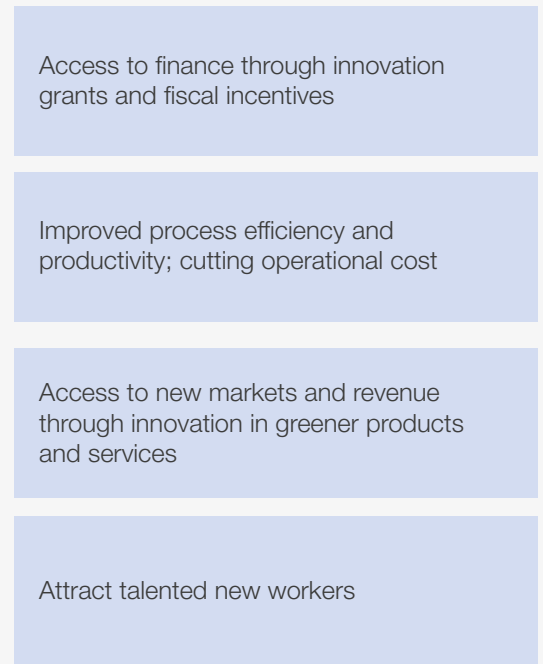 Access to finance through innovation
grants and fiscal incentives
Improved process efficiency and
productivity; cutting operational cost
Access to new markets and revenue
through innovation in greener products
and services
Attract talented new workers